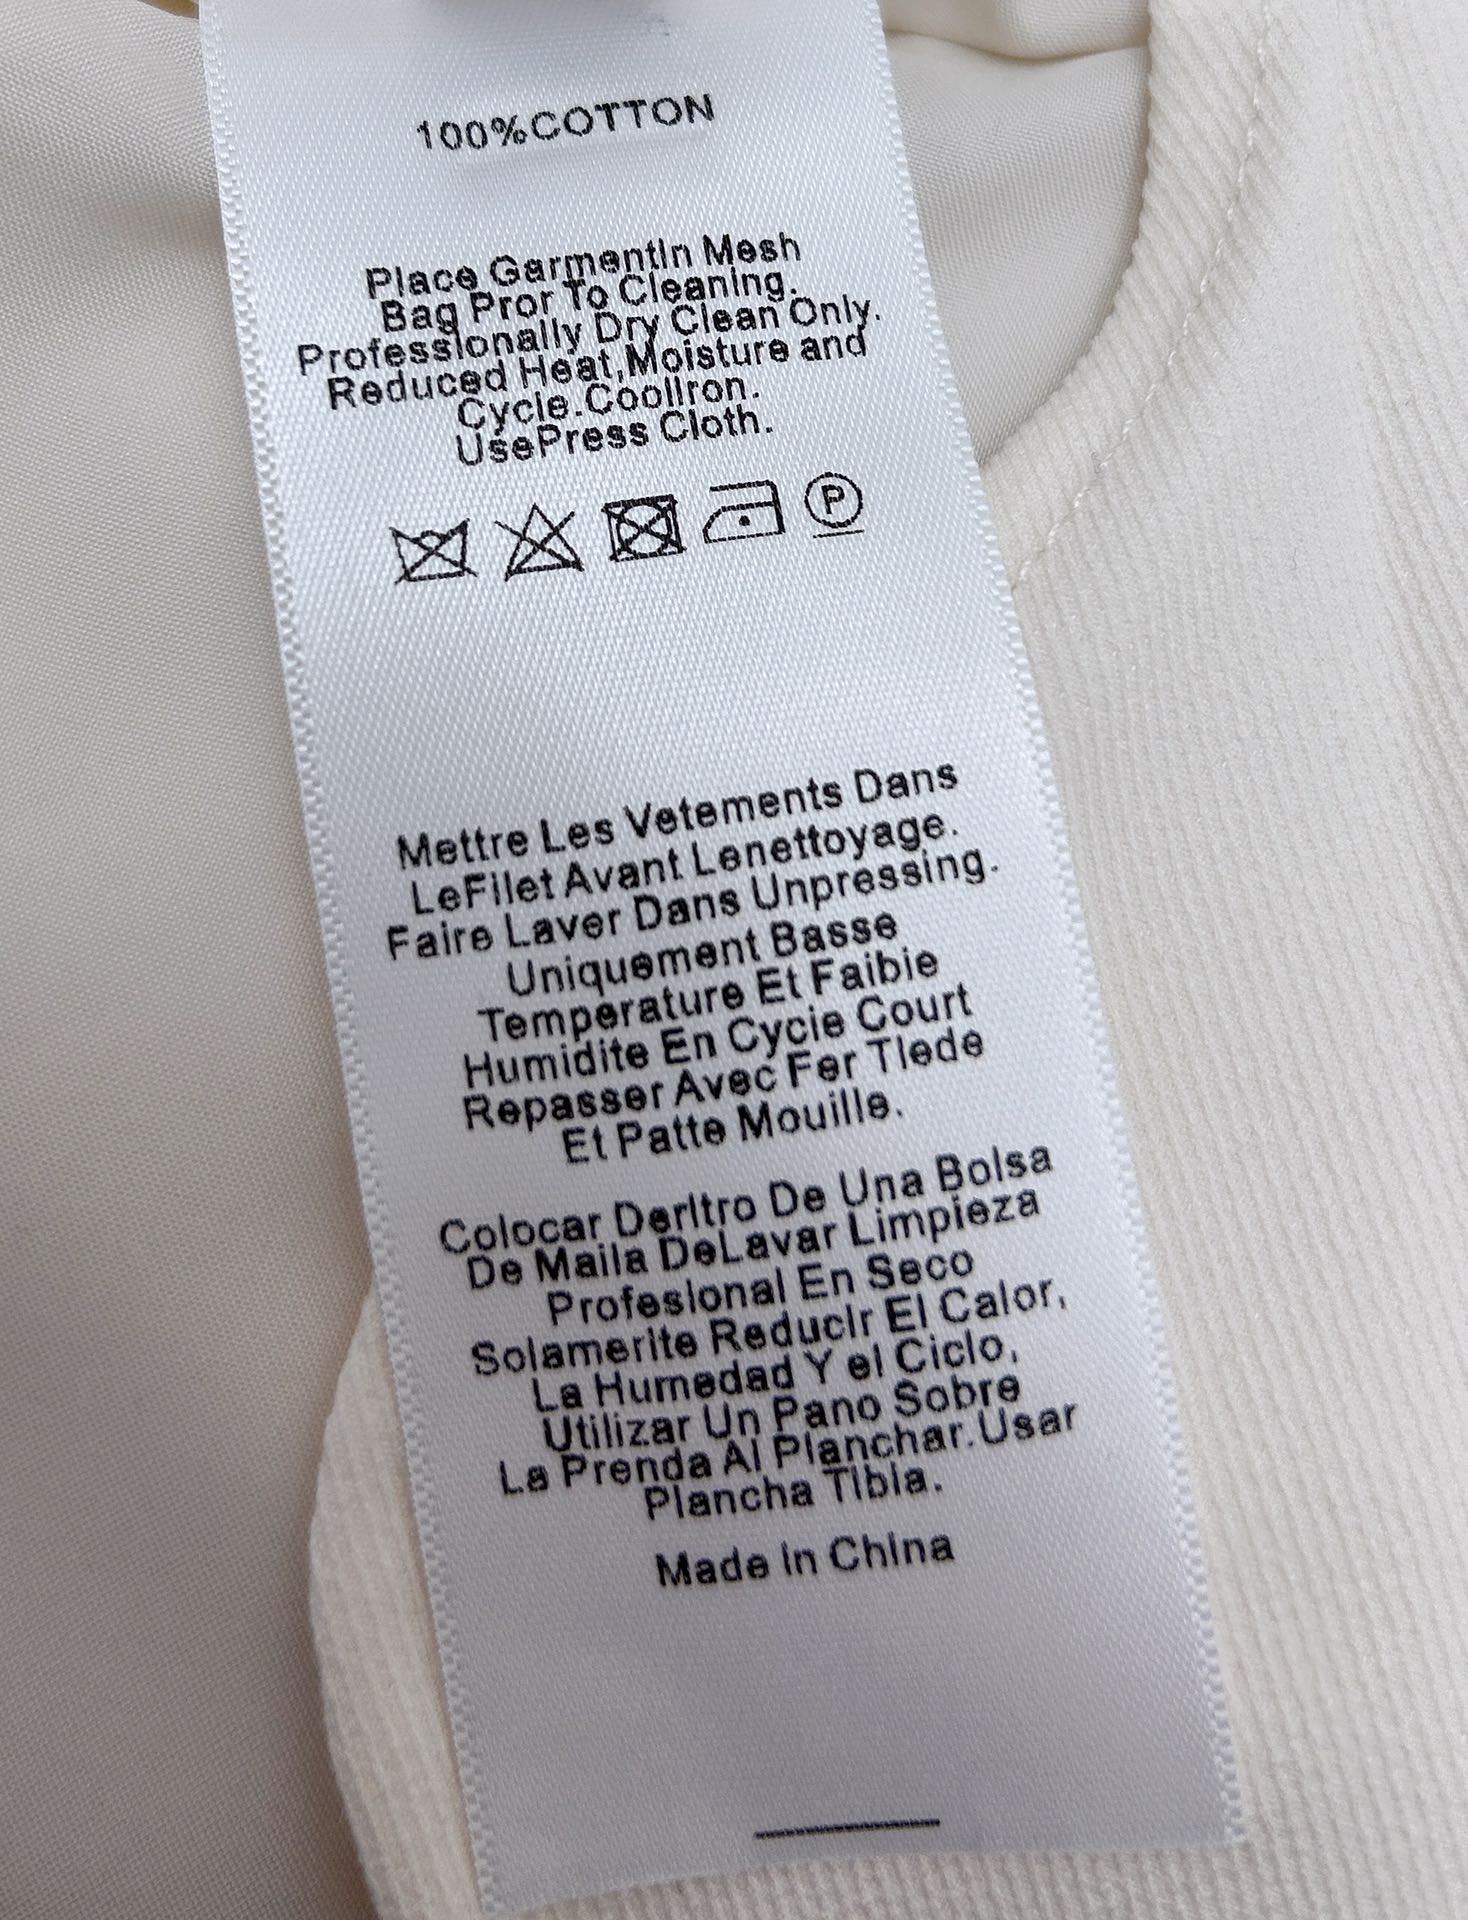 100%COTTON
Place GarmentIn Mesh
Bag Pror To Cleaning.
Professionally Dry Clean Only.
Reduced Heat,Moisture and
Cycle.CoolIron.
UsePress Cloth.
P
Mettre Les Vetements Dans
LeFilet Avant Lenettoyage.
Faire Laver Dans Unpressing.
Uniquement Basse
Temperature Et Faibie
Humidite En Cycie Court
Repasser Avec Fer Tlede
Et Patte Mouille.
Colocar Derltro De Una Bolsa
De Maila DeLavar Limpieza
Profeslonal En Seco
Solamerite Reduclr El Calor,
La Humedad Y el Ciclo,
Utilizar Un Pano Sobre
La Prenda Al Planchar.Usar
Plancha Tlbla.
Made In Chlna